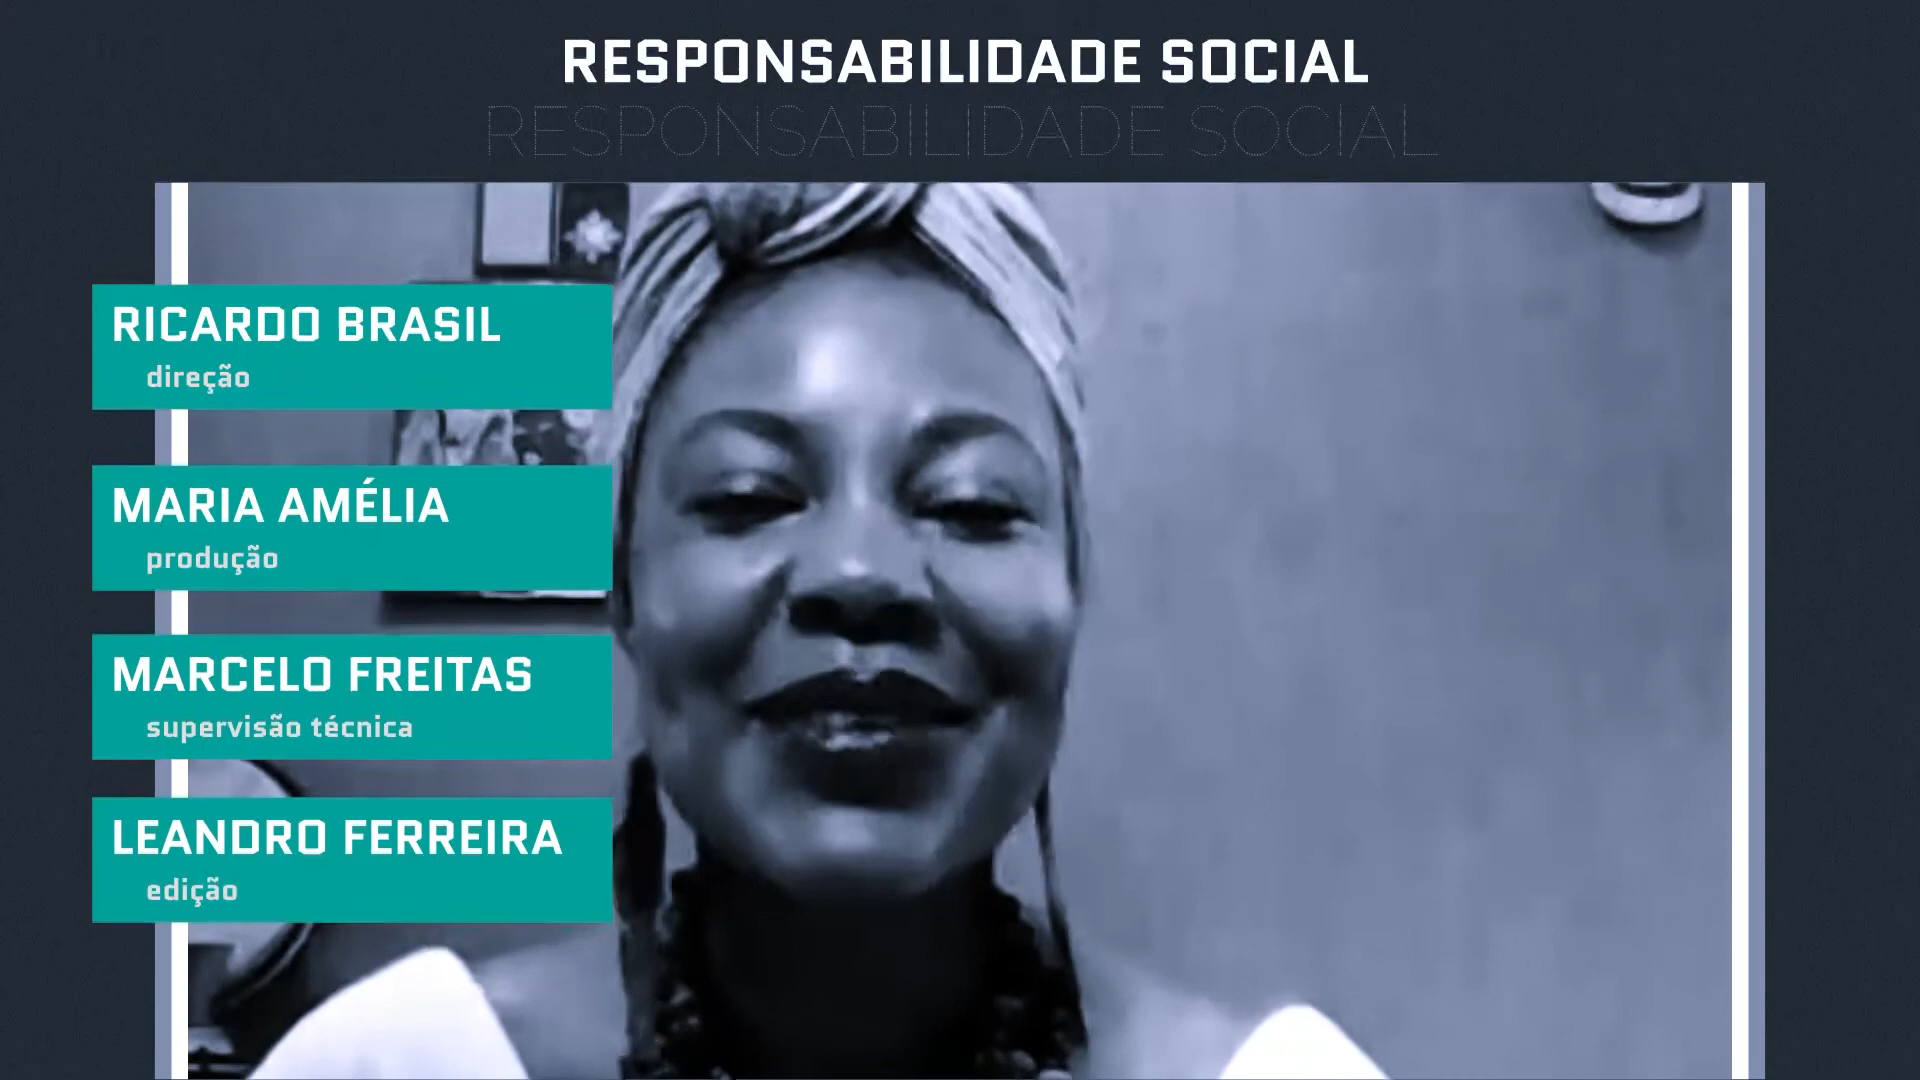 RESPONSABILIDADE SOCIAL
RESPONSABILIDADE SOCIAL
RICARDO BRASIL
direção
MARIA AMÉLIA
produção
MARCELO FREITAS
supervisão técnica
LEANDRO FERREIRA
edição